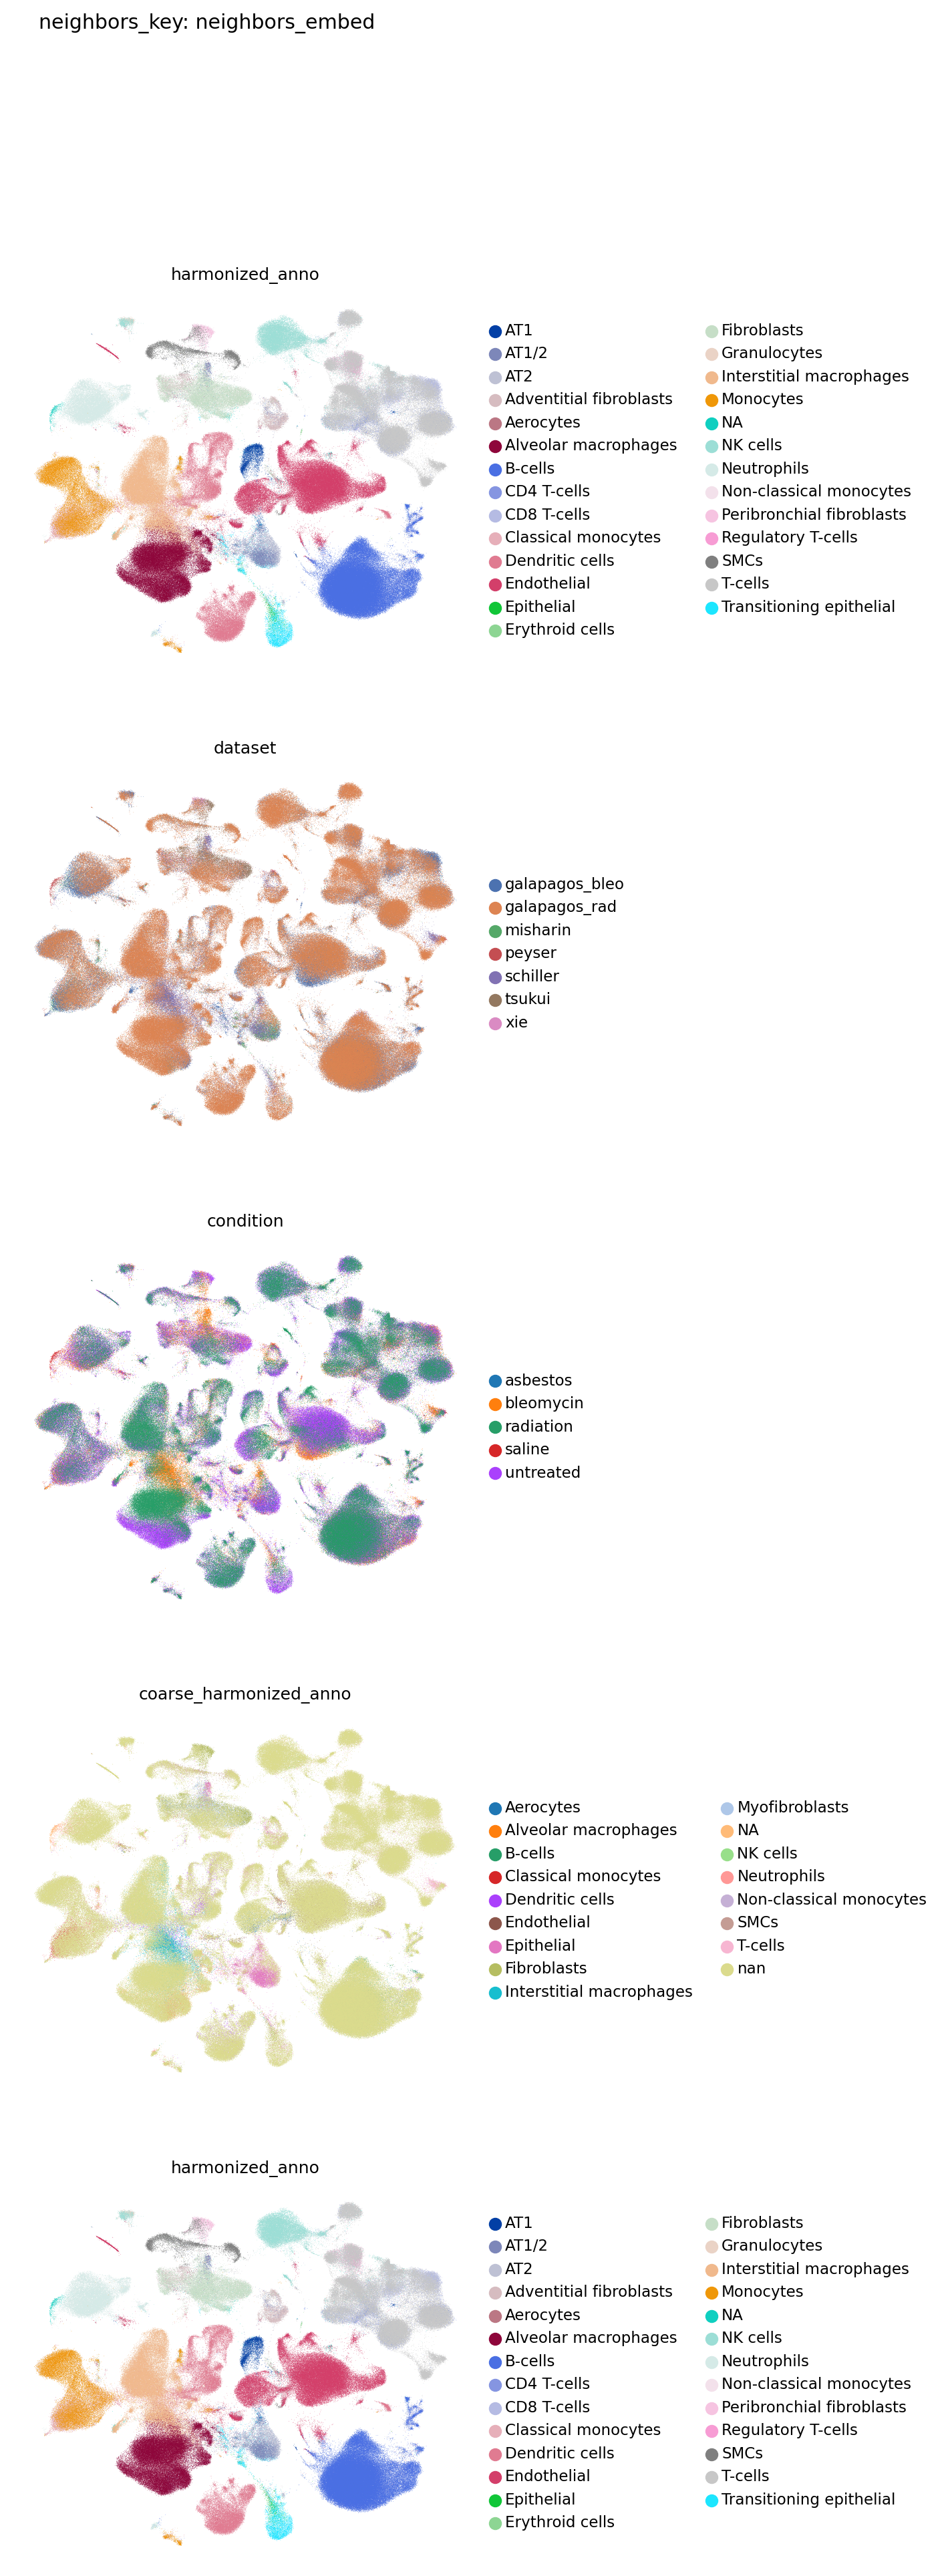 neighbors_key: neighbors_embed
harmonized_anno
AT1
AT1/2
AT2
Adventitial fibroblasts
Aerocytes
Alveolar macrophages
B-cells
CD4 T-cells
CD8 T-cells
Classical monocytes
Dendritic cells
Endothelial
Epithelial
Erythroid cells
Fibroblasts
Granulocytes
Interstitial macrophages
Monocytes
NA
NK cells
Neutrophils
Non-classical monocytes
Peribronchial fibroblasts
Regulatory T-cells
SMCs
T-cells
Transitioning epithelial
dataset
galapagos_bleo
galapagos_rad
misharin
peyser
schiller
tsukui
xie
condition
asbestos
bleomycin
radiation
saline
untreated
coarse_harmonized_anno
Aerocytes
Alveolar macrophages
B-cells
Classical monocytes
Dendritic cells
Endothelial
Epithelial
Fibroblasts
Interstitial macrophages
Myofibroblasts
NA
NK cells
Neutrophils
Non-classical monocytes
SMCs
T-cells
nan
harmonized_anno
AT1
AT1/2
AT2
Adventitial fibroblasts
Aerocytes
Alveolar macrophages
B-cells
CD4 T-cells
CD8 T-cells
Classical monocytes
Dendritic cells
Endothelial
Epithelial
Erythroid cells
Fibroblasts
Granulocytes
Interstitial macrophages
Monocytes
NA
NK cells
Neutrophils
Non-classical monocytes
Peribronchial fibroblasts
Regulatory T-cells
SMCs
T-cells
Transitioning epithelial